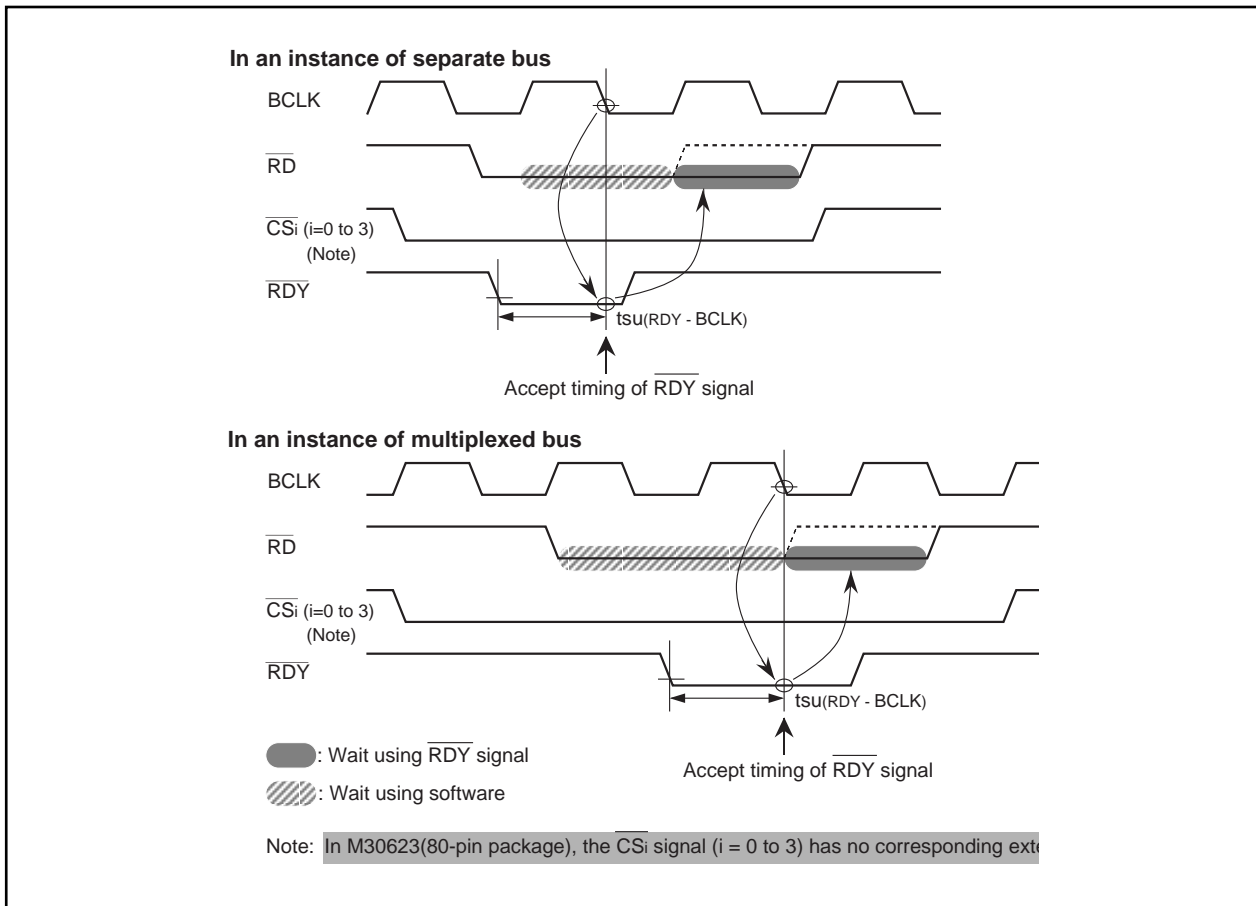 In an instance of separate bus
BCLK
RD
CSi (i=0 to 3)
(Note)
RDY
tsu(RDY - BCLK)
Accept timing of RDY signal
In an instance of multiplexed bus
BCLK
RD
CSi (i=0 to 3)
(Note)
RDY
tsu(RDY - BCLK)
: Wait using RDY signal
Accept timing of RDY signal
: Wait using software
Note: In M30623(80-pin package), the CSi signal (i = 0 to 3) has no corresponding